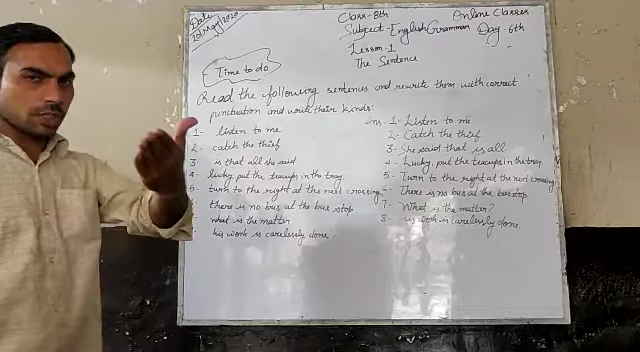 Date:
20/May/2020
Class-8th Online Classes
Subject-English Grammar Day-6th
Lesson-1
The Sentence
Time to do
Read the following sentences and rewrite them with correct
punctuation and write their kinds:
1- listen to me
2- catch the thief
3- is that all she said
4- lucky put the teacups in the tray
5- turn to the right at the next crossing
there is no bus at the bus stop
what is the matter
his work is carelessly done.
Ans- 1- Listen to me
2- Catch the thief.
3- She said that is all
4- Lucky, put the teacups in the tray.
5- Turn to the right at the next crossing
6- There is no bus at the bus stop
7- What is the matter?
8- work is carelessly done.